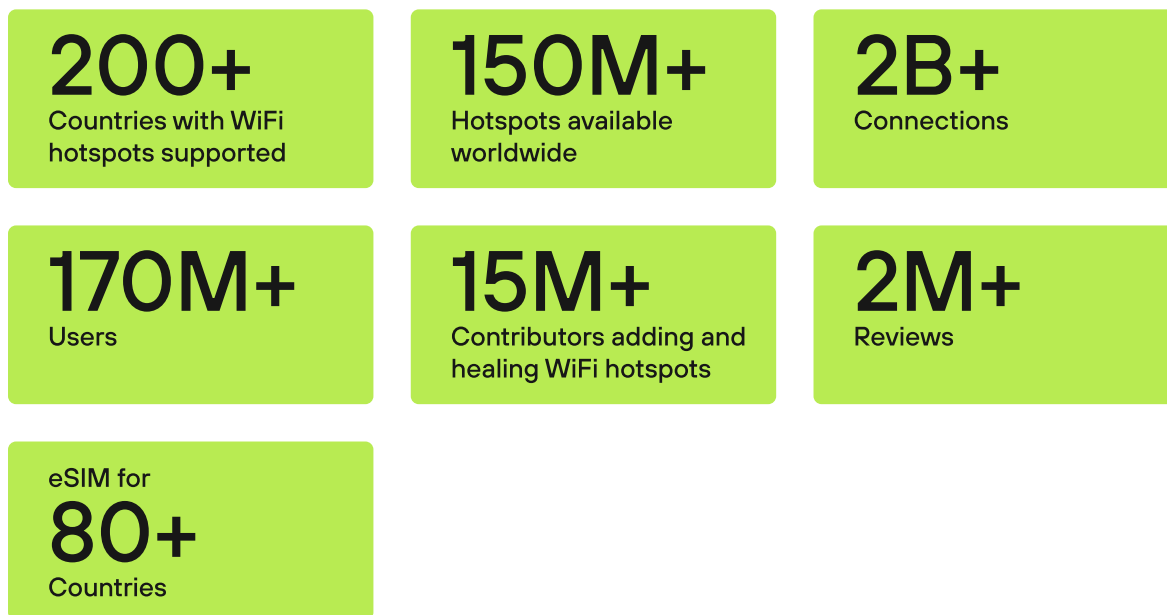 200+
Countries with WiFi
hotspots supported
150M+
Hotspots available
worldwide
2B+
Connections
170M+
Users
15M+
Contributors adding and
healing WiFi hotspots
2M+
Reviews
eSIM for
80+
Countries